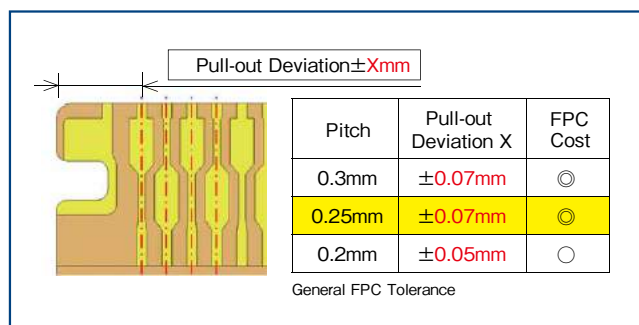 Pull-out Deviation±Xmm
Pitch Pull-out Deviation X FPC Cost
0.3mm ±0.07mm ◎
0.25mm ±0.07mm ◎
0.2mm ±0.05mm ○
General FPC Tolerance